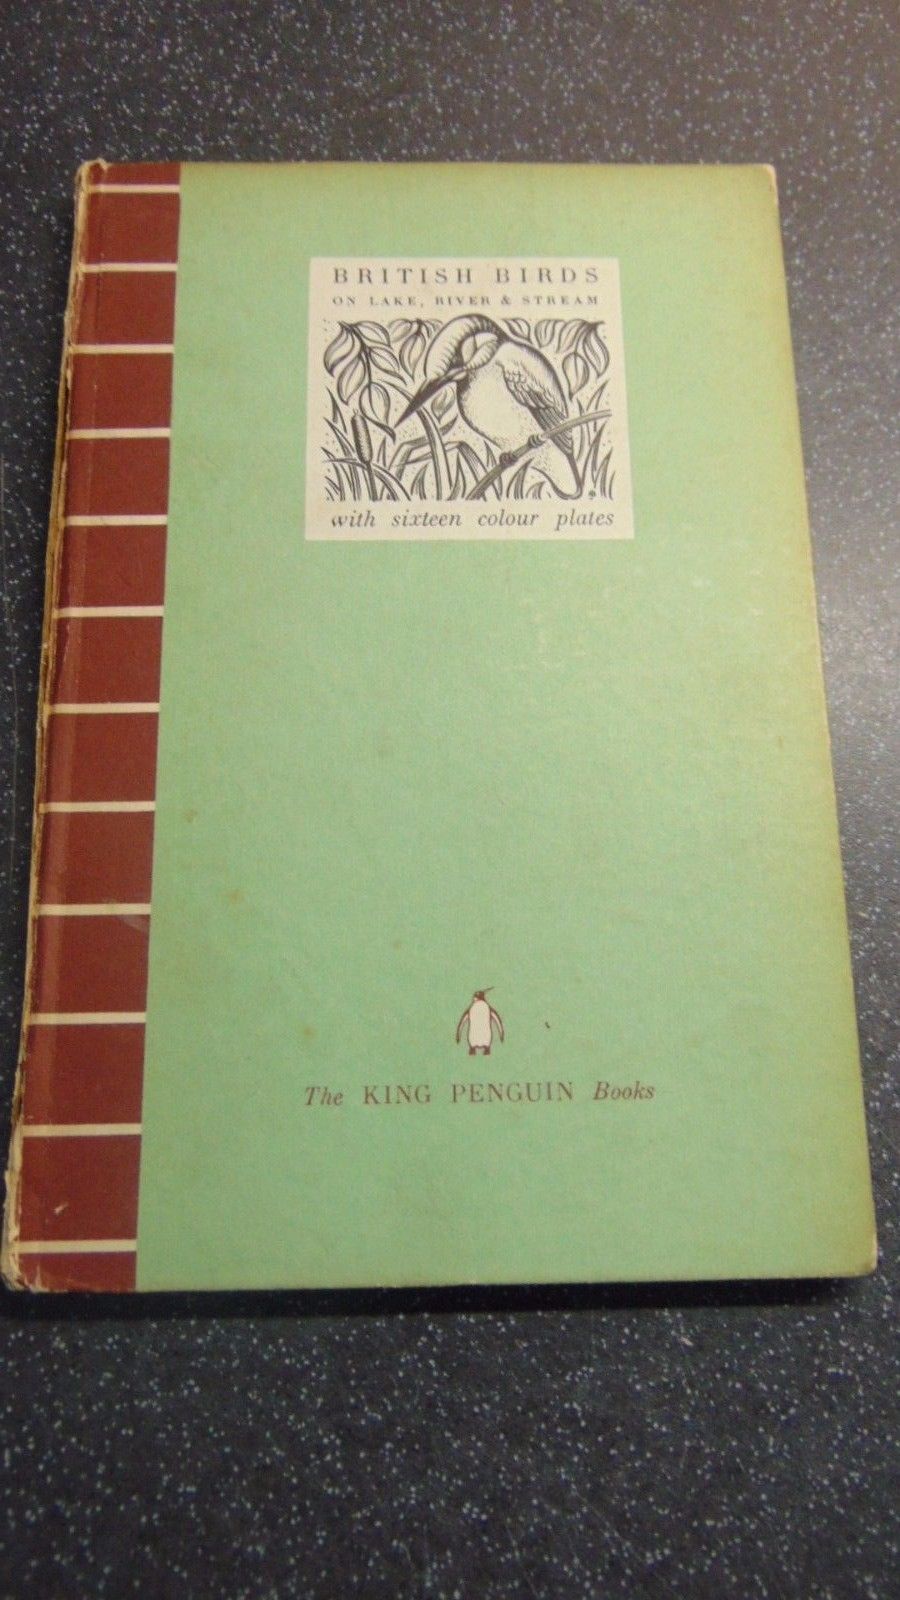 BRITISH BIRDS
ON LAKE, RIVER & STREAM
with sixteen colour plates
The KING PENGUIN Books